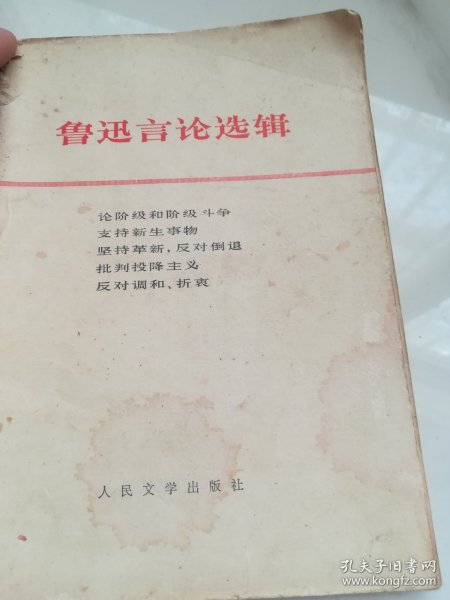 鲁迅言论选辑
论阶级和阶级斗争
支持新生事物
坚持革新，反对倒退
批判投降主义
反对调和、折衷
人民文学出版社
孔夫子旧书网
www.kongfz.com